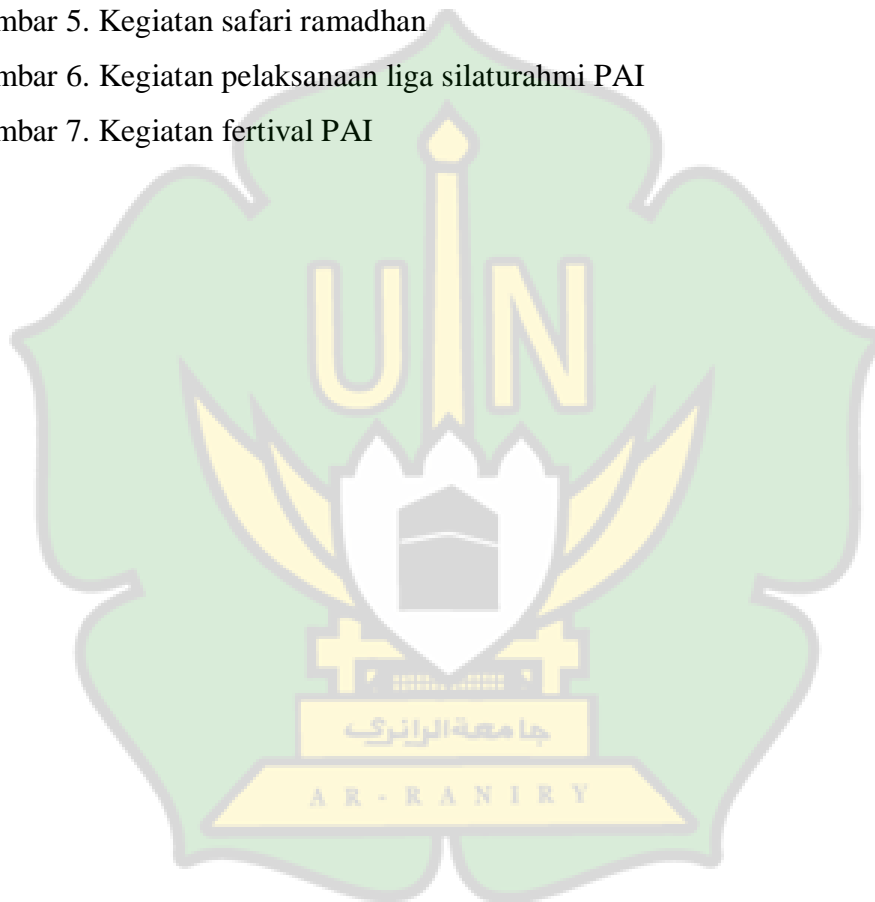 mbar 5. Kegiatan safari ramadhan
mbar 6. Kegiatan pelaksanaan liga silaturahmi PAI
mbar 7. Kegiatan fertival PAI
UIN
جامعة الرانري
AR-RANIRY